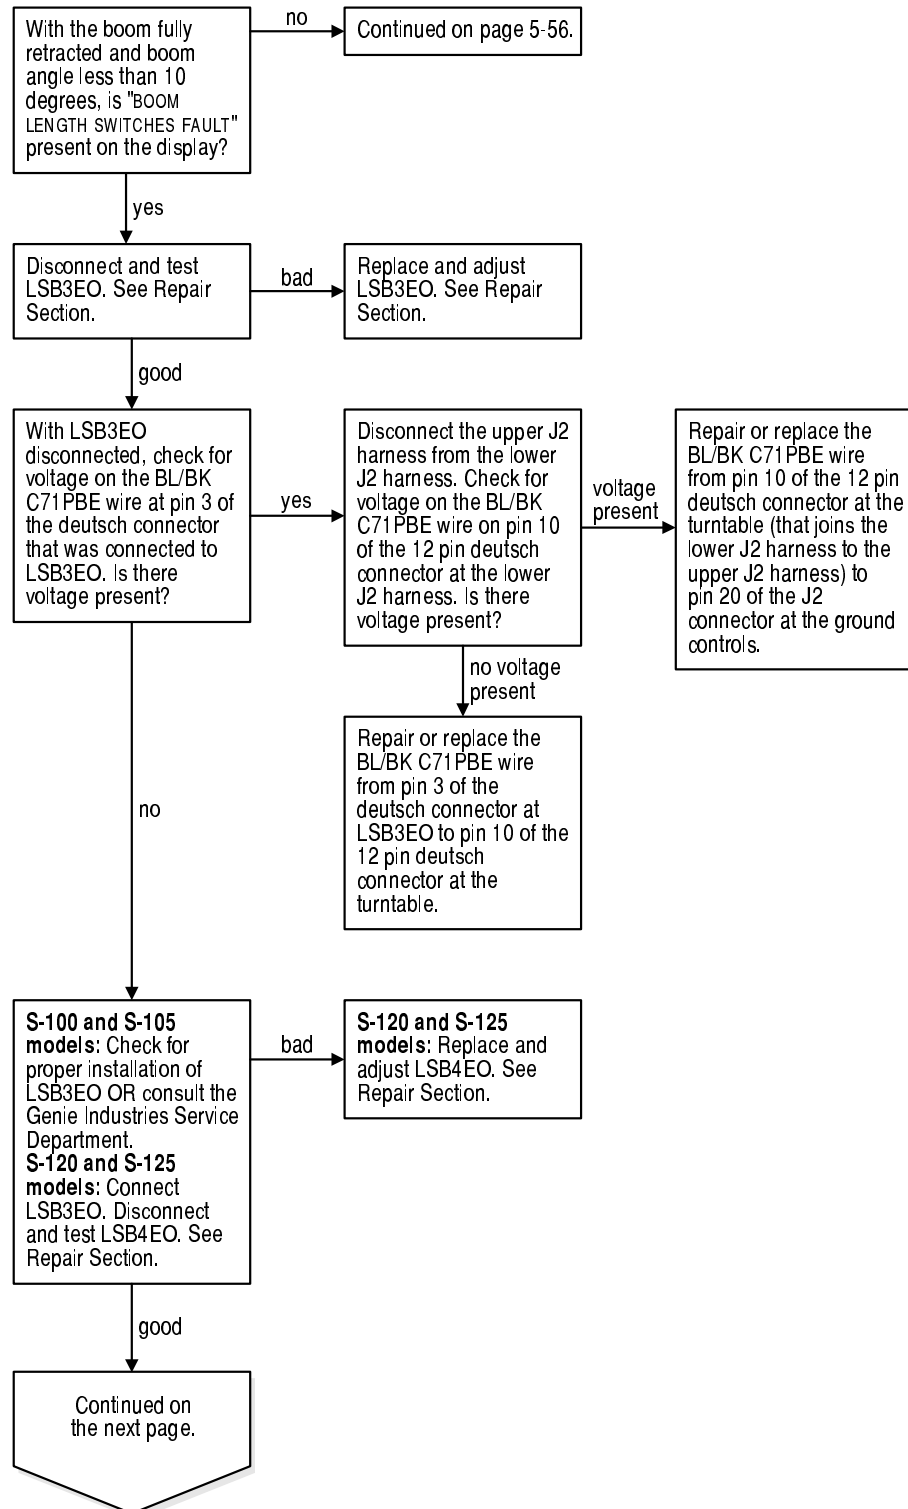 With the boom fully
retracted and boom
angle less than 10
degrees, is "BOOM
LENGTH SWITCHES FAULT"
present on the display?
no
Continued on page 5-56.
yes
Disconnect and test
LSB3EO. See Repair
Section.
bad
Replace and adjust
LSB3EO. See Repair
Section.
good
With LSB3EO
disconnected, check for
voltage on the BL/BK
C71PBE wire at pin 3 of
the deutsch connector
that was connected to
LSB3EO. Is there
voltage present?
yes
Disconnect the upper J2
harness from the lower
J2 harness. Check for
voltage on the BL/BK
C71PBE wire on pin 10
of the 12 pin deutsch
connector at the lower
J2 harness. Is there
voltage present?
voltage
present
Repair or replace the
BL/BK C71PBE wire
from pin 10 of the 12 pin
deutsch connector at the
turntable (that joins the
lower J2 harness to the
upper J2 harness) to
pin 20 of the J2
connector at the ground
controls.
no voltage
present
Repair or replace the
BL/BK C71PBE wire
from pin 3 of the
deutsch connector at
LSB3EO to pin 10 of the
12 pin deutsch
connector at the
turntable.
no
S-100 and S-105
models: Check for
proper installation of
LSB3EO OR consult the
Genie Industries Service
Department.
S-120 and S-125
models: Connect
LSB3EO. Disconnect
and test LSB4EO. See
Repair Section.
bad
S-120 and S-125
models: Replace and
adjust LSB4EO. See
Repair Section.
good
Continued on
the next page.